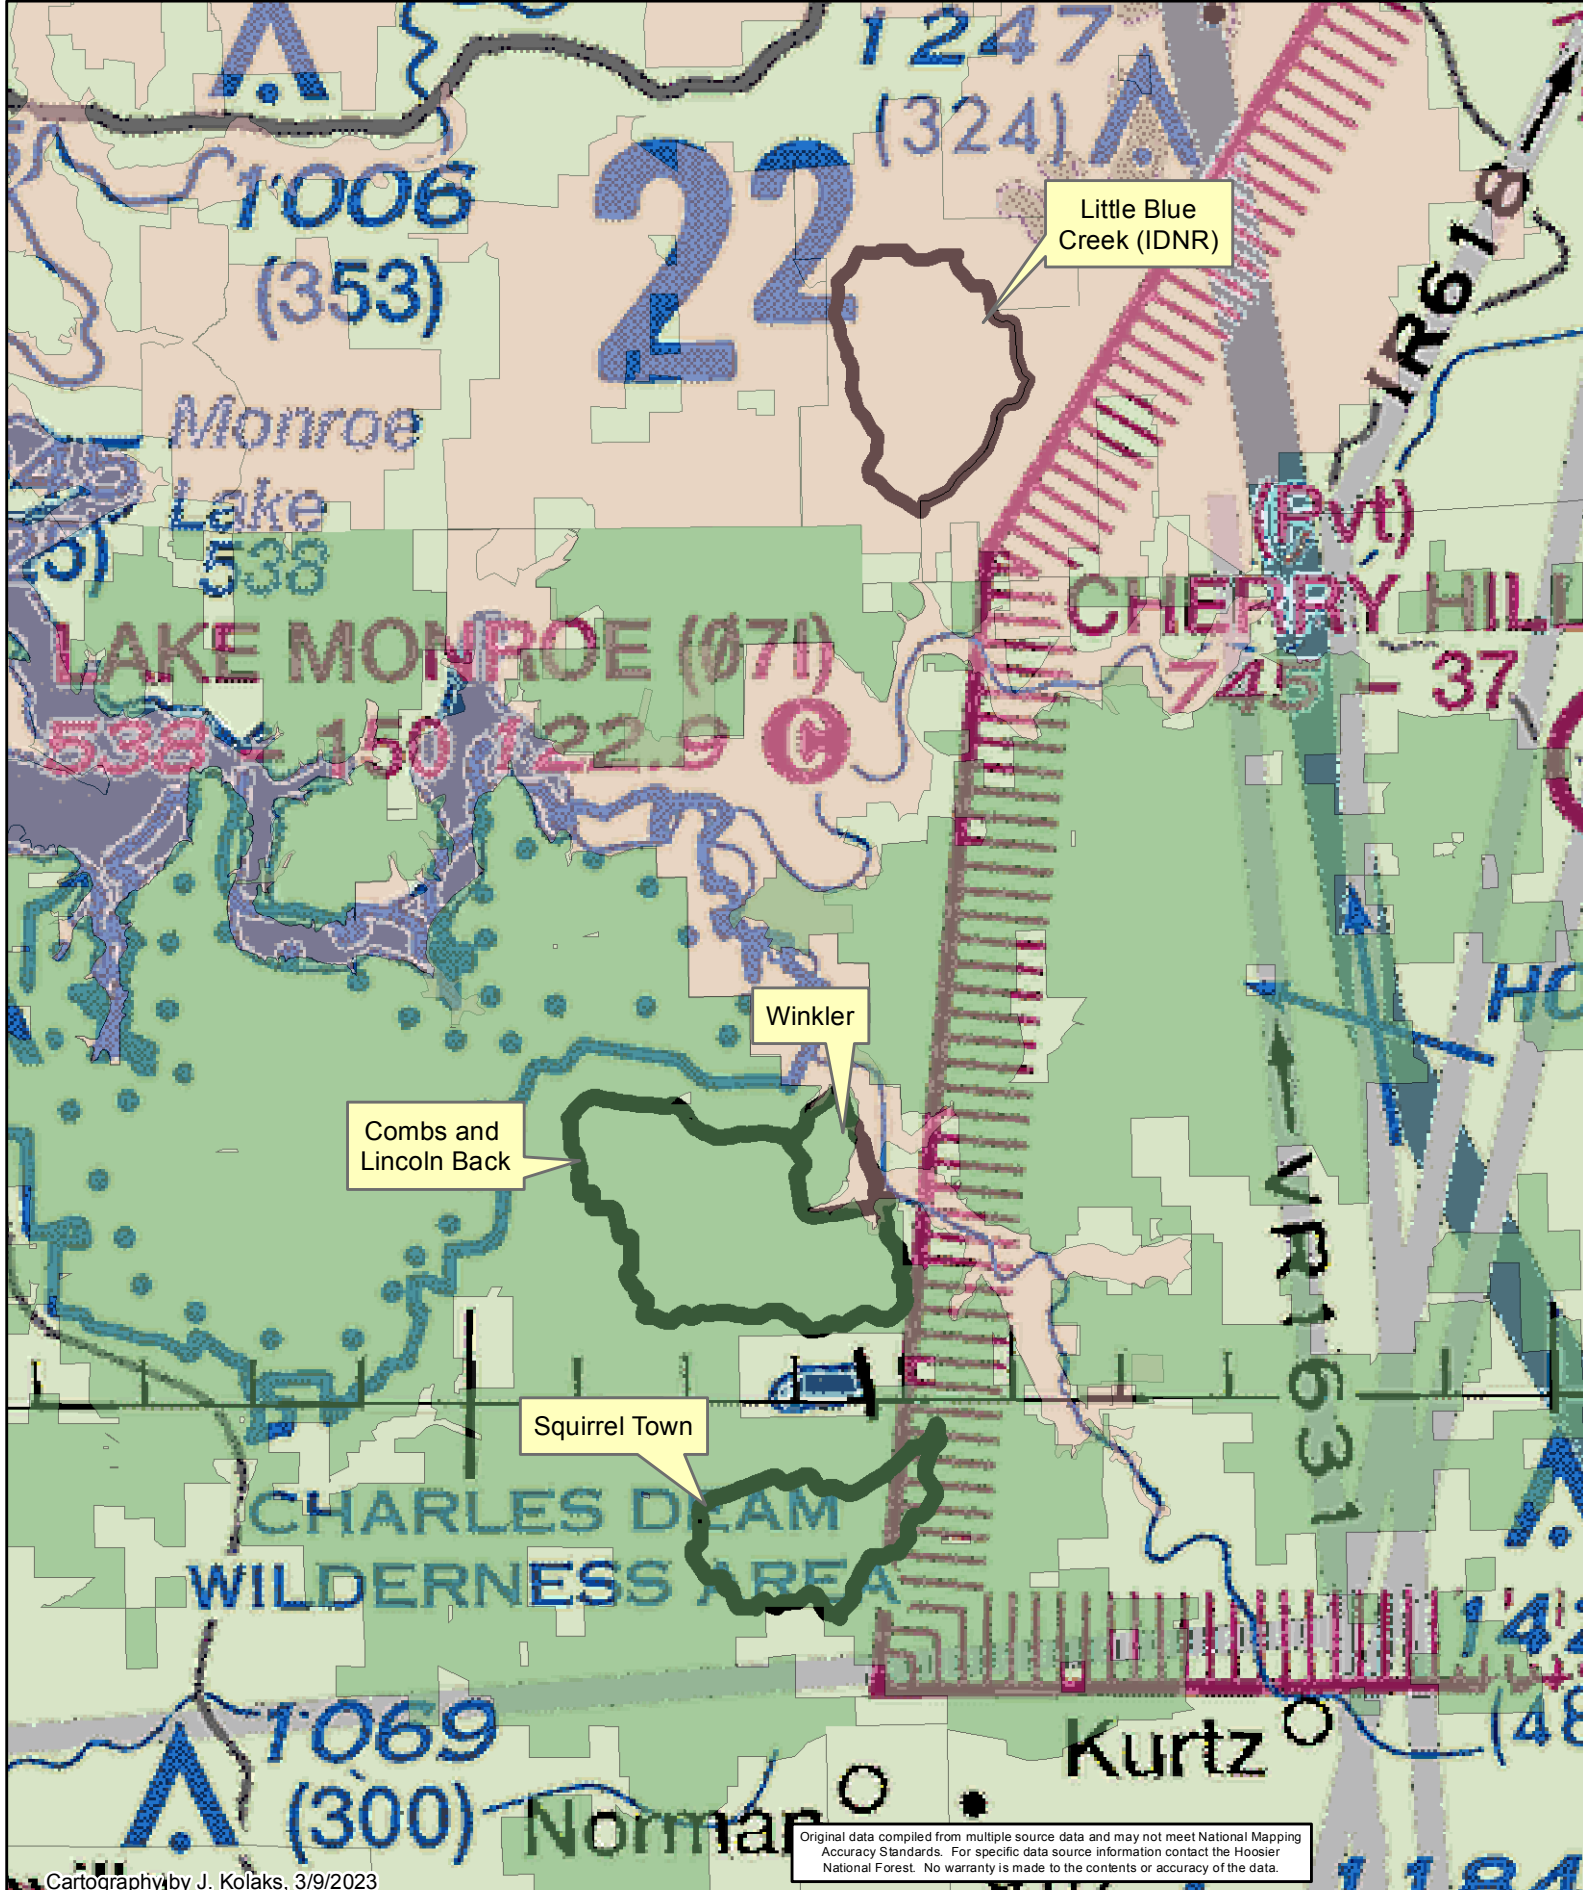 1247
(324)
22
1006
(353)
Little Blue
Creek (IDNR)
IR618
Monroe
Lake
538
(Pvt)
CHERRY HILL
745 - 37
LAKE MONROE (Ø71)
538 - 150 122.9 C
Winkler
Combs and
Lincoln Back
VR1631
Squirrel Town
CHARLES DEAM
WILDERNESS AREA
1069
(300)
Kurtz
Norman
Original data compiled from multiple source data and may not meet National Mapping
Accuracy Standards. For specific data source information contact the Hoosier
National Forest. No warranty is made to the contents or accuracy of the data.
Cartography by J. Kolaks, 3/9/2023